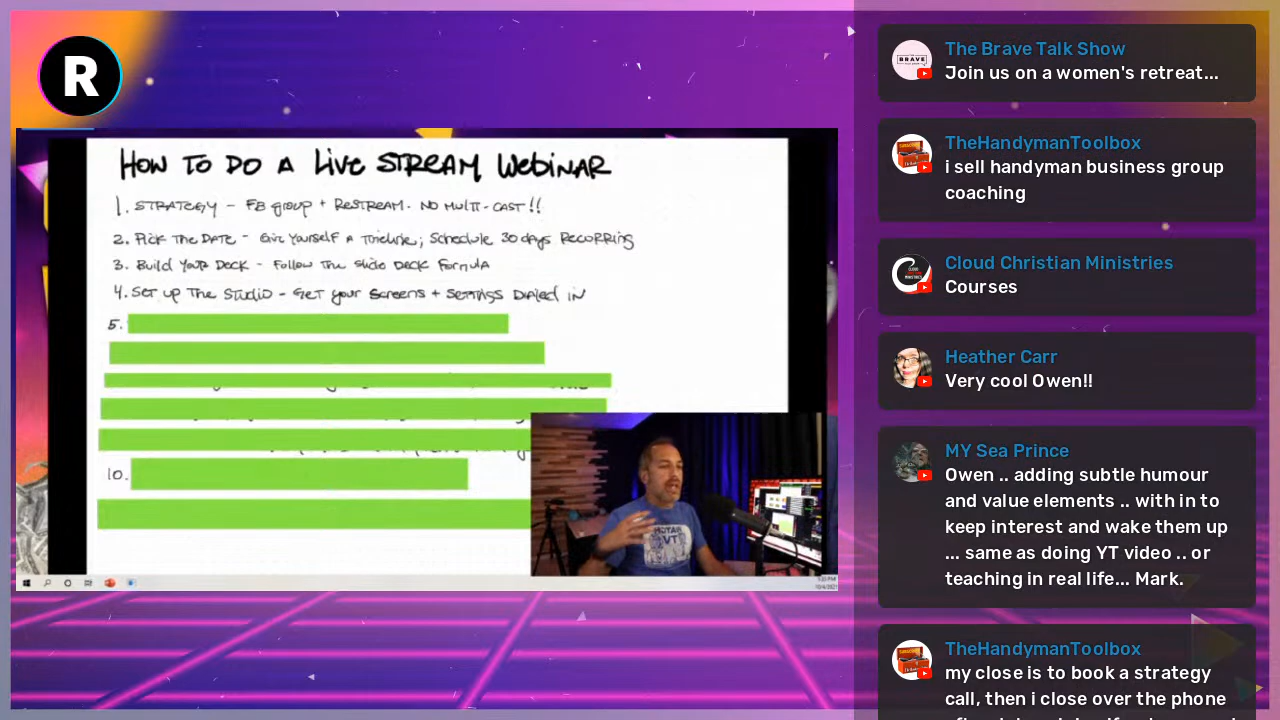 R
HOW TO DO A LIVE STREAM WEBINAR
1. STRATEGY - FB group + RESTREAM. NO MULTI-CAST!!
2. Pick THE DATE - Give Yourself A Timeline; Schedule 30 days RECORRING
3. Build YOUR DECK - Follow The Slide DECK Formula
4. Set up The STUDIO - Get your Screens + SETTINGS Dialed IN
5.
10.
The Brave Talk Show
Join us on a women's retreat...
TheHandymanToolbox
i sell handyman business group
coaching
Cloud Christian Ministries
Courses
Heather Carr
Very cool Owen!!
MY Sea Prince
Owen .. adding subtle humour
and value elements .. with in to
keep interest and wake them up
... same as doing YT video .. or
teaching in real life... Mark.
TheHandymanToolbox
my close is to book a strategy
call, then i close over the phone